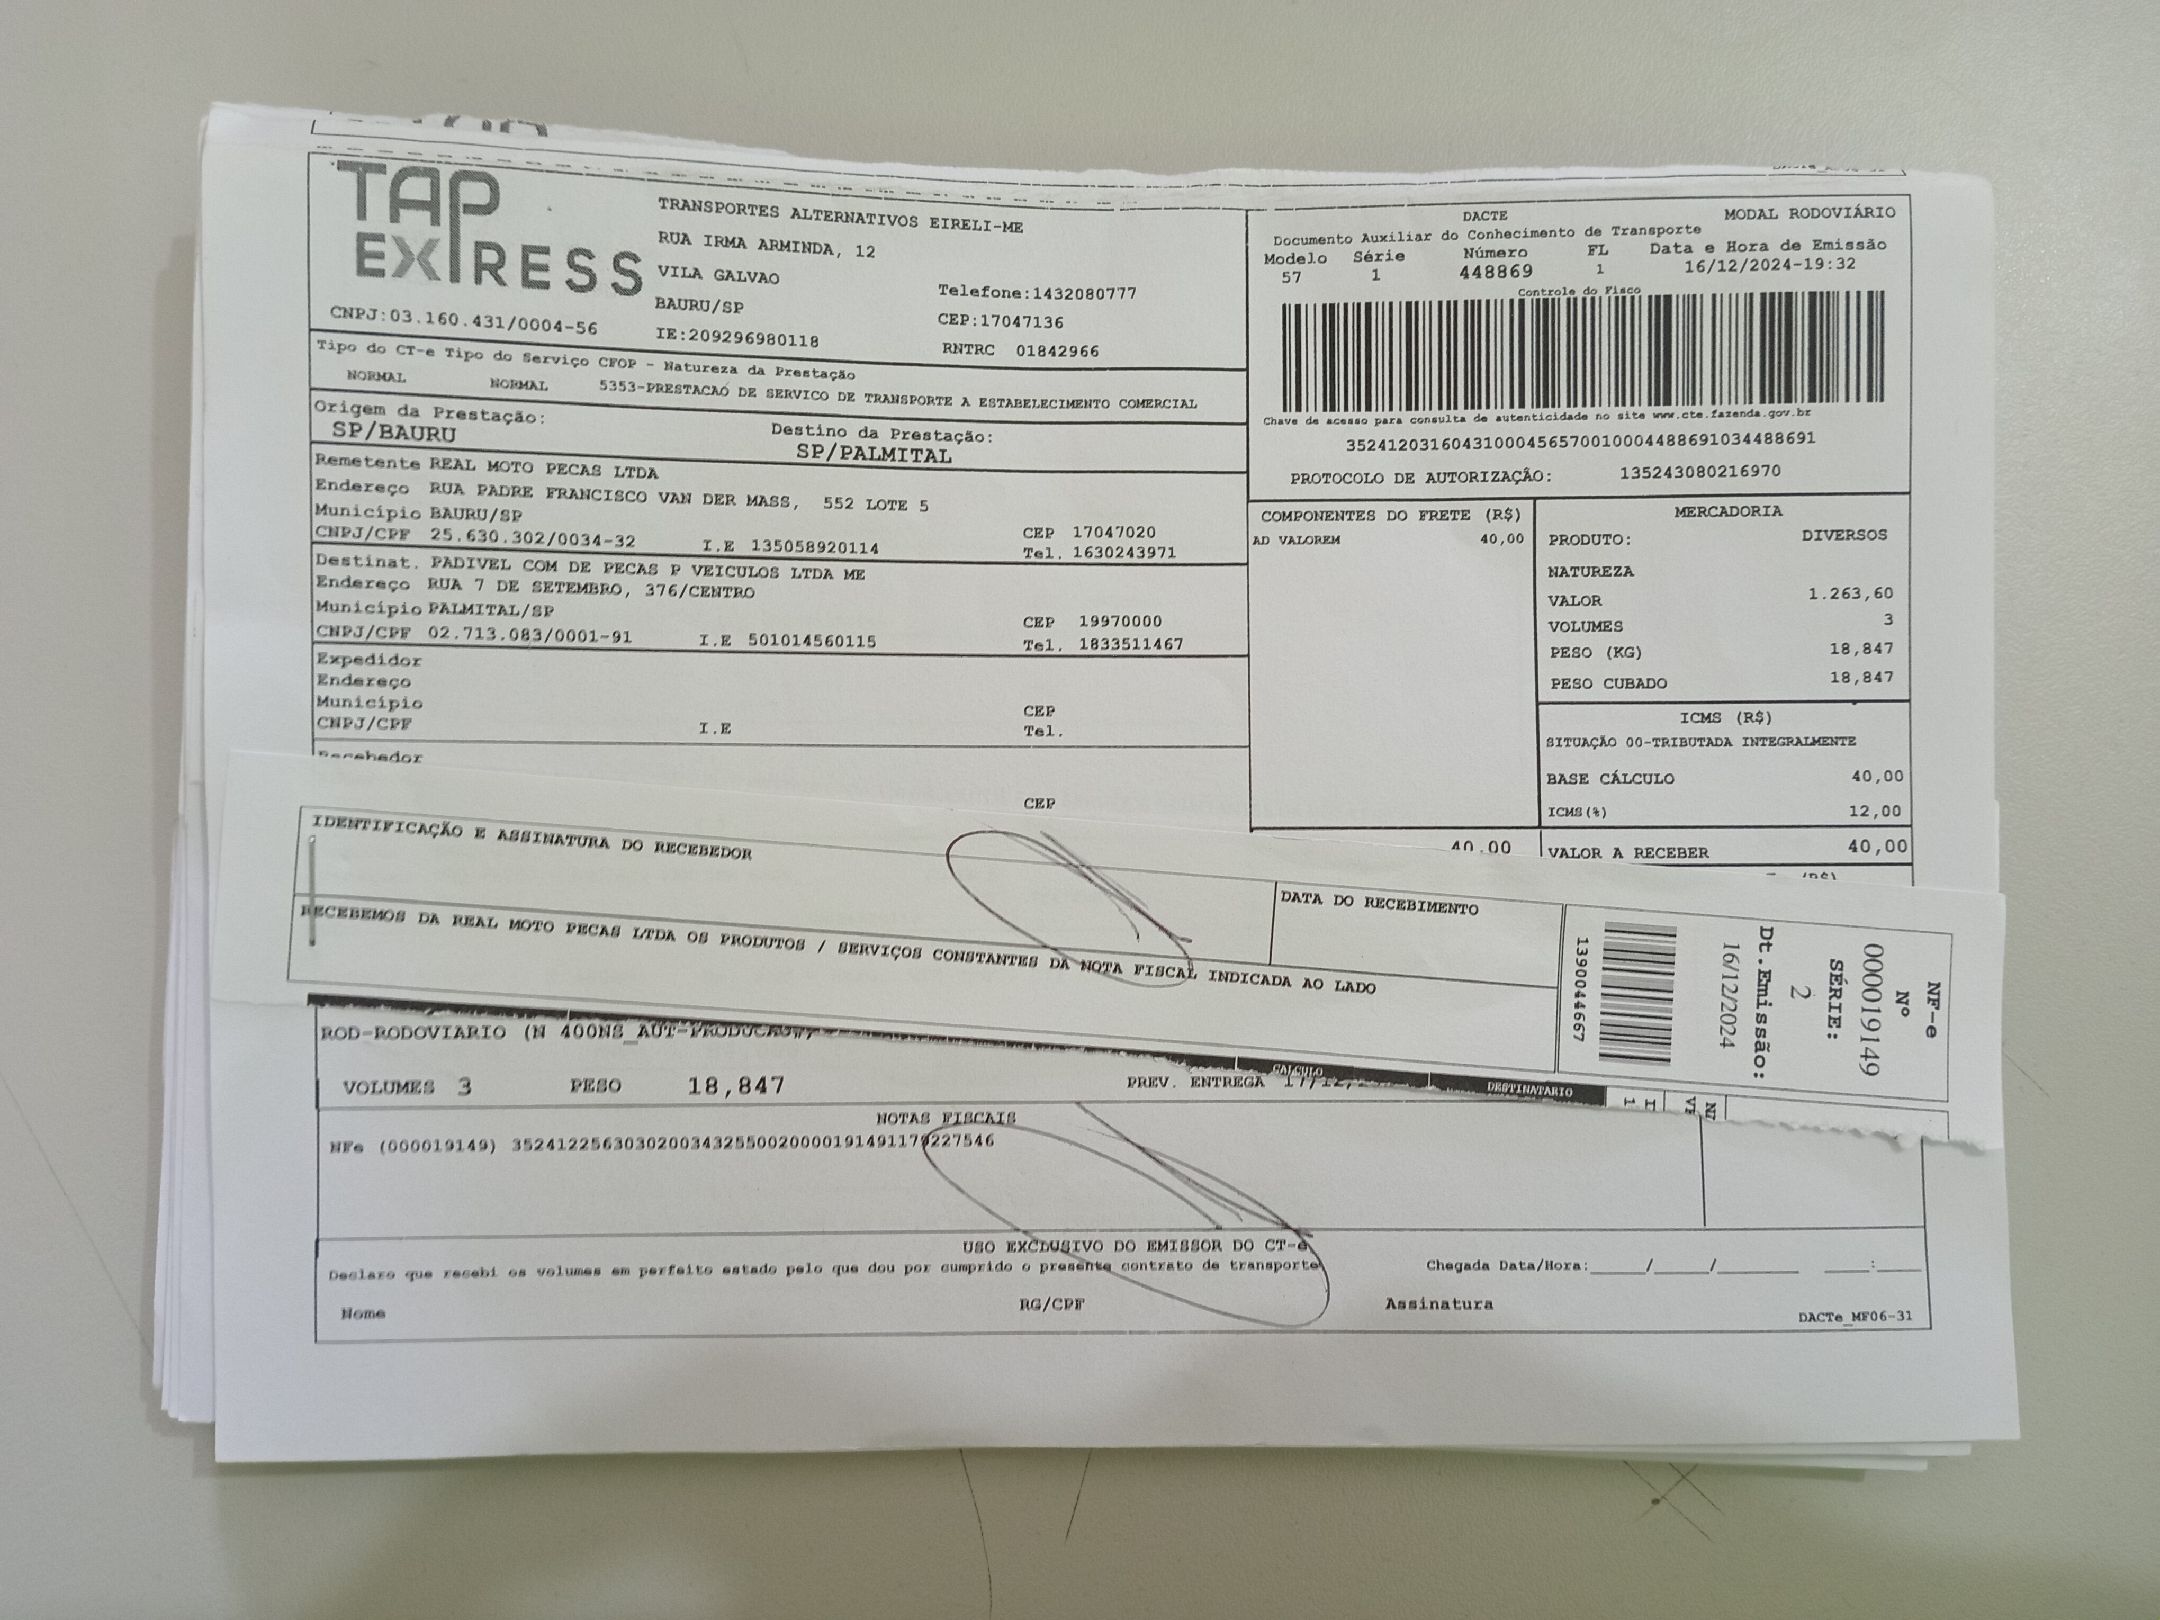 TAP
EXPRESS
TRANSPORTES ALTERNATIVOS EIRELI-ME
RUA IRMA ARMINDA, 12
VILA GALVAO
BAURU/SP
IE:209296980118
Telefone:1432080777
CEP:17047136
RNTRC 01842966
CNPJ:03.160.431/0004-56
DACTE
MODAL RODOVIÁRIO
Documento Auxiliar do Conhecimento de Transporte
Modelo Série Número FL Data e Hora de Emissão
57 1 448869 1 16/12/2024-19:32
Controle do Fisco
Chave de acesso para consulta de autenticidade no site www.cte.fazenda.gov.br
35241203160431000456570010004488691034488691
PROTOCOLO DE AUTORIZAÇÃO: 135243080216970
Tipo do CT-e Tipo do Serviço CFOP - Natureza da Prestação
NORMAL NORMAL 5353-PRESTACAO DE SERVICO DE TRANSPORTE A ESTABELECIMENTO COMERCIAL
Origem da Prestação: Destino da Prestação:
SP/BAURU SP/PALMITAL
Remetente REAL MOTO PECAS LTDA
Endereço RUA PADRE FRANCISCO VAN DER MASS, 552 LOTE 5
Município BAURU/SP CEP 17047020
CNPJ/CPF 25.630.302/0034-32 I.E 135058920114 Tel. 1630243971
Destinat. PADIVEL COM DE PECAS P VEICULOS LTDA ME
Endereço RUA 7 DE SETEMBRO, 376/CENTRO
Município PALMITAL/SP CEP 19970000
CNPJ/CPF 02.713.083/0001-91 I.E 501014560115 Tel. 1833511467
Expedidor
Endereço
Município CEP
CNPJ/CPF I.E Tel.
Recebedor
CEP
COMPONENTES DO FRETE (R$)
AD VALOREM 40,00
40,00
MERCADORIA
PRODUTO: DIVERSOS
NATUREZA
VALOR 1.263,60
VOLUMES 3
PESO (KG) 18,847
PESO CUBADO 18,847
ICMS (R$)
SITUAÇÃO 00-TRIBUTADA INTEGRALMENTE
BASE CÁLCULO 40,00
ICMS(%) 12,00
VALOR A RECEBER 40,00
IDENTIFICAÇÃO E ASSINATURA DO RECEBEDOR
DATA DO RECEBIMENTO
RECEBEMOS DA REAL MOTO PECAS LTDA OS PRODUTOS / SERVIÇOS CONSTANTES DA NOTA FISCAL INDICADA AO LADO
NF-e
Nº
000019149
SÉRIE:
2
Dt.Emissão:
16/12/2024
1390044667
ROD-RODOVIARIO (N 400NS_AUT-PRODUCAO#)
CALCULO
DESTINATARIO
VOLUMES 3 PESO 18,847 PREV. ENTREGA
NOTAS FISCAIS
NFe (000019149) 35241225630302003432550020000191491179227546
USO EXCLUSIVO DO EMISSOR DO CT-e
Declaro que recebi os volumes em perfeito estado pelo que dou por cumprido o presente contrato de transporte
Chegada Data/Hora:_____/_____/_______ ____:____
Nome RG/CPF Assinatura
DACTe_MF06-31